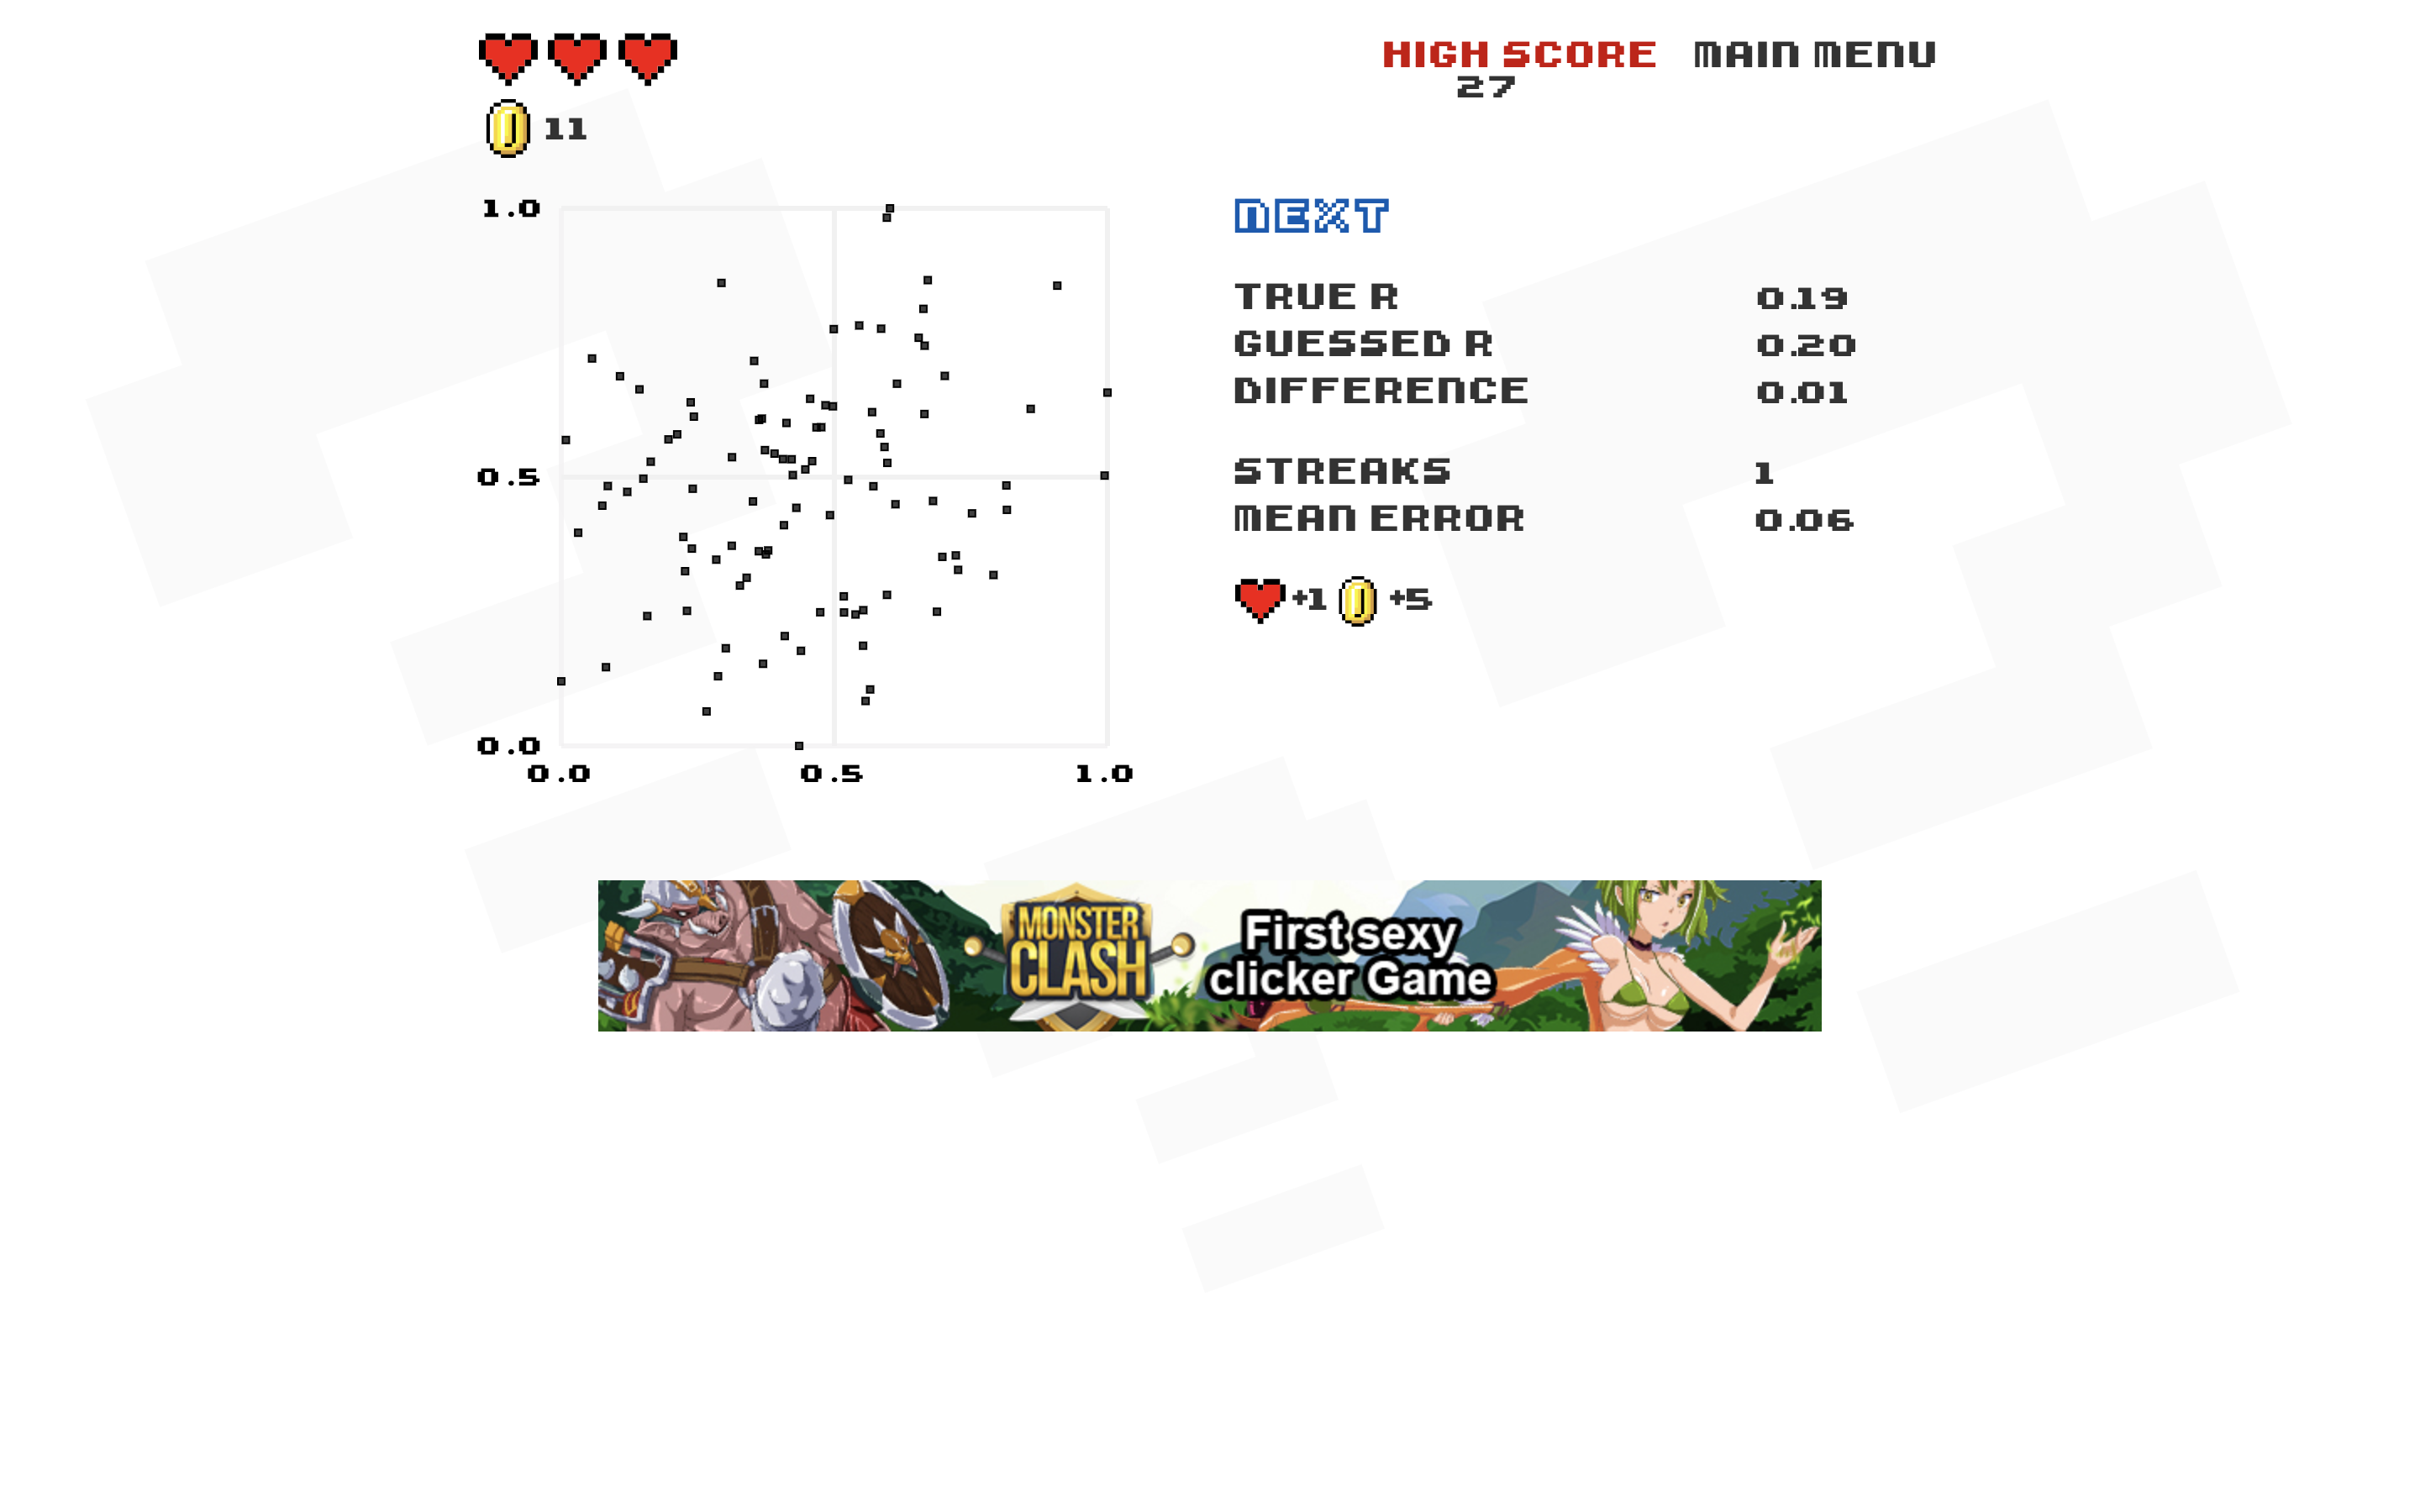 HIGH SCORE MAIN MENU
27
11
1.0
0.5
0.0
0.0 0.5 1.0
NEXT
TRUE R 0.19
GUESSED R 0.20
DIFFERENCE 0.01
STREAKS 1
MEAN ERROR 0.06
+1 +5
MONSTER
CLASH
First sexy
clicker Game